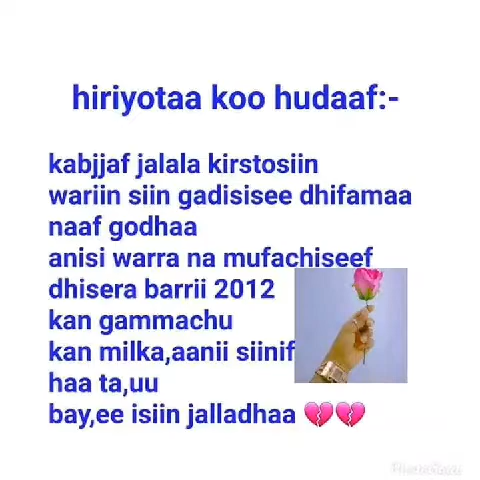 hiriyotaa koo hudaaf:-
kabjjaf jalala kirstosiin
wariin siin gadisisee dhifamaa
naaf godhaa
anisi warra na mufachiseef
dhisera barrii 2012
kan gammachu
kan milka,aanii siinif
haa ta,uu
bay,ee isiin jalladhaa 💔💔